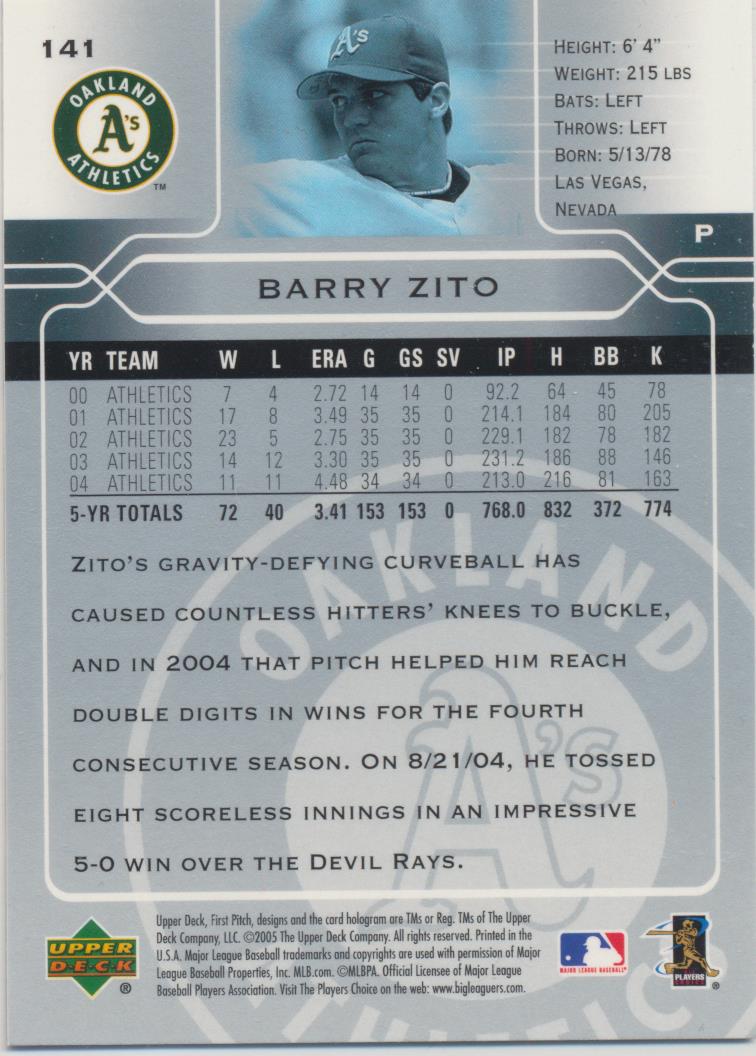 141
OAKLAND
A's
ATHLETICS
TM
A's
HEIGHT: 6' 4"
WEIGHT: 215 LBS
BATS: LEFT
THROWS: LEFT
BORN: 5/13/78
LAS VEGAS,
NEVADA
P
BARRY ZITO
YR TEAM W L ERA G GS SV IP H BB K
00 ATHLETICS 7 4 2.72 14 14 0 92.2 64 45 78
01 ATHLETICS 17 8 3.49 35 35 0 214.1 184 80 205
02 ATHLETICS 23 5 2.75 35 35 0 229.1 182 78 182
03 ATHLETICS 14 12 3.30 35 35 0 231.2 186 88 146
04 ATHLETICS 11 11 4.48 34 34 0 213.0 216 81 163
5-YR TOTALS 72 40 3.41 153 153 0 768.0 832 372 774
ZITO'S GRAVITY-DEFYING CURVEBALL HAS
CAUSED COUNTLESS HITTERS' KNEES TO BUCKLE,
AND IN 2004 THAT PITCH HELPED HIM REACH
DOUBLE DIGITS IN WINS FOR THE FOURTH
CONSECUTIVE SEASON. ON 8/21/04, HE TOSSED
EIGHT SCORELESS INNINGS IN AN IMPRESSIVE
5-0 WIN OVER THE DEVIL RAYS.
OAKLAND
A's
ATHLETICS
UPPER
DECK
®
Upper Deck, First Pitch, designs and the card hologram are TMs or Reg. TMs of The Upper
Deck Company, LLC. ©2005 The Upper Deck Company. All rights reserved. Printed in the
U.S.A. Major League Baseball trademarks and copyrights are used with permission of Major
League Baseball Properties, Inc. MLB.com. ©MLBPA. Official Licensee of Major League
Baseball Players Association. Visit The Players Choice on the web: www.bigleaguers.com.
MAJOR LEAGUE BASEBALL
PLAYERS
CHOICE
®